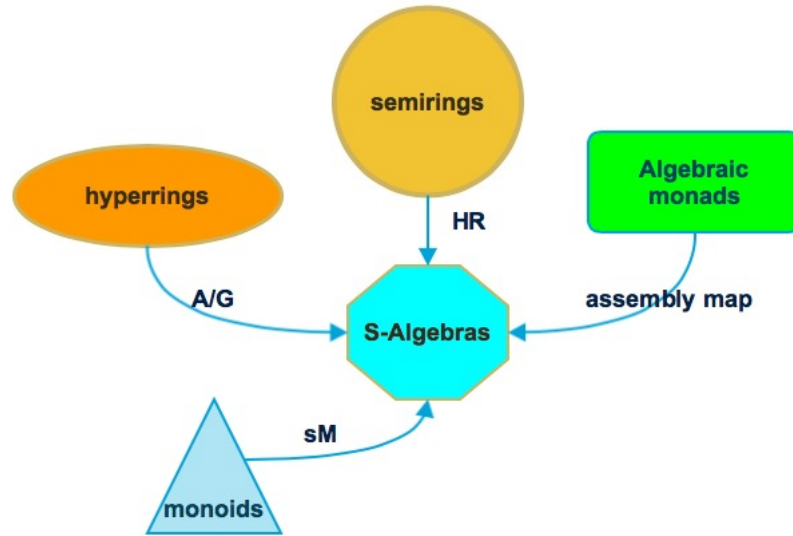 semirings
Algebraic
monads
hyperrings
HR
A/G
assembly map
S-Algebras
sM
monoids